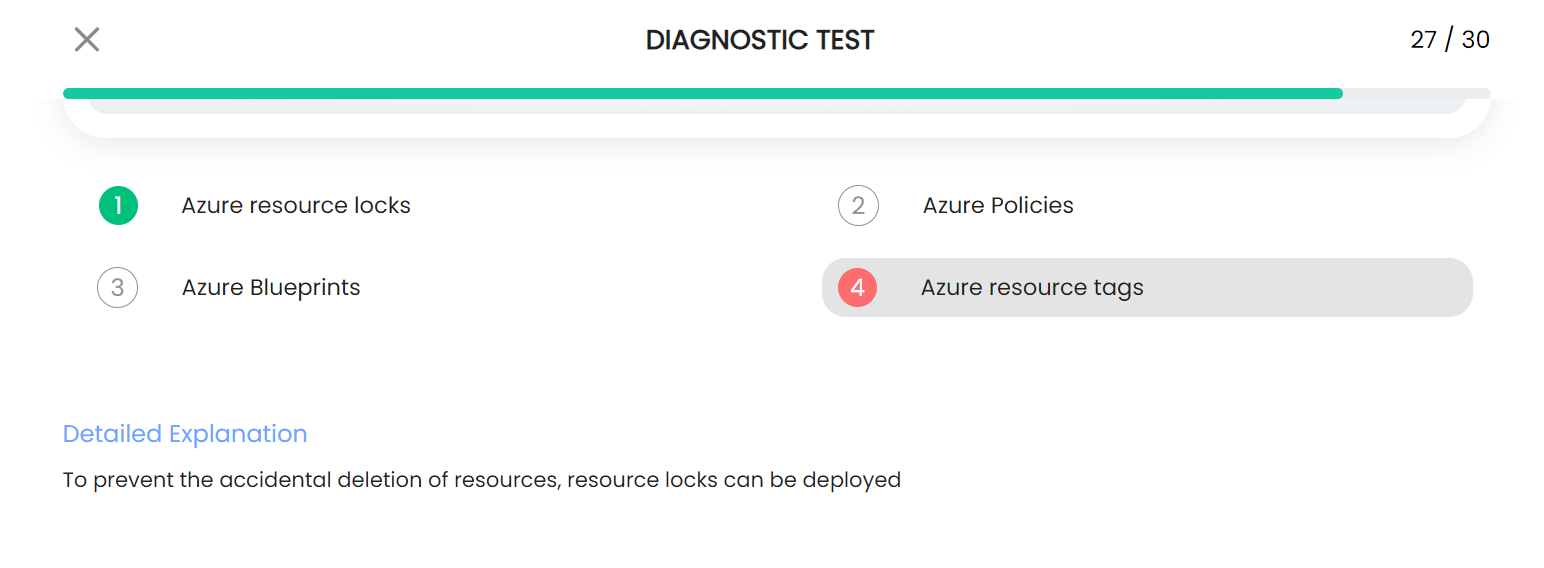 DIAGNOSTIC TEST
27 / 30
1 Azure resource locks
2 Azure Policies
3 Azure Blueprints
4 Azure resource tags
Detailed Explanation
To prevent the accidental deletion of resources, resource locks can be deployed